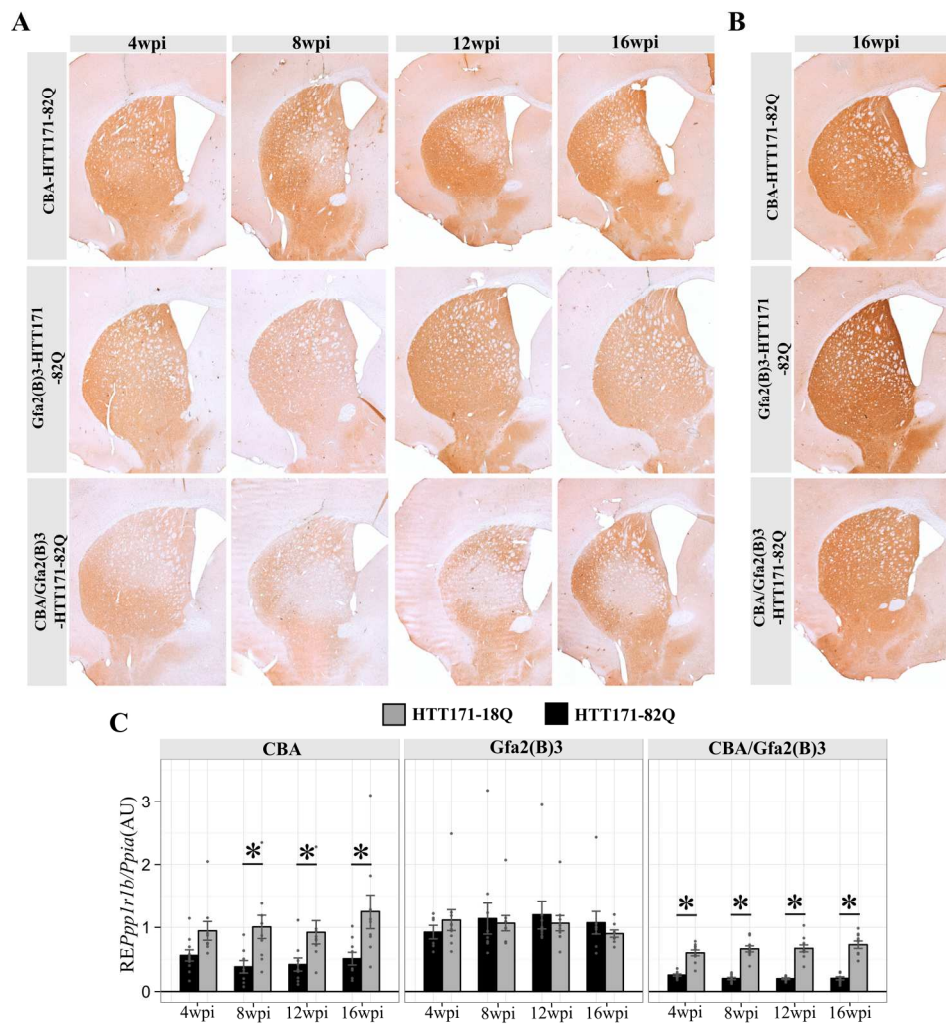 A
B
4wpi 8wpi 12wpi 16wpi
16wpi
CBA-HTT171-82Q
CBA-HTT171-82Q
Gfa2(B)3-HTT171
-82Q
Gfa2(B)3-HTT171
-82Q
CBA/Gfa2(B)3
-HTT171-82Q
CBA/Gfa2(B)3
-HTT171-82Q
C
HTT171-18Q HTT171-82Q
CBA Gfa2(B)3 CBA/Gfa2(B)3
REPpp1r1b/Ppia(AU)
3
2
1
0
* * *
* * * *
4wpi 8wpi 12wpi 16wpi 4wpi 8wpi 12wpi 16wpi 4wpi 8wpi 12wpi 16wpi